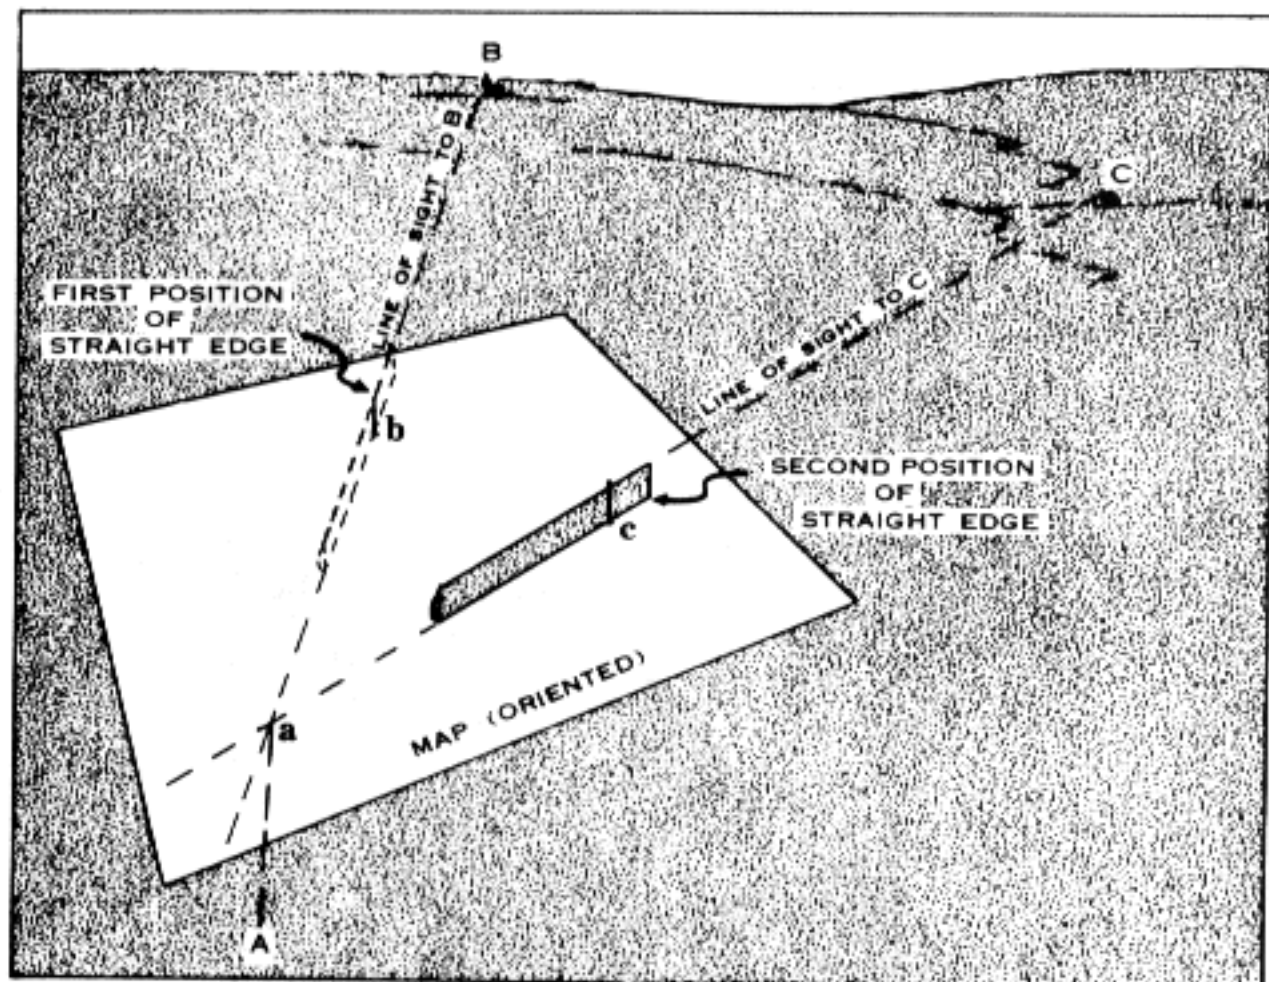 B
LINE OF SIGHT TO B
C
FIRST POSITION
OF
STRAIGHT EDGE
LINE OF SIGHT TO C
b
SECOND POSITION
OF
STRAIGHT EDGE
c
a
MAP (ORIENTED)
A